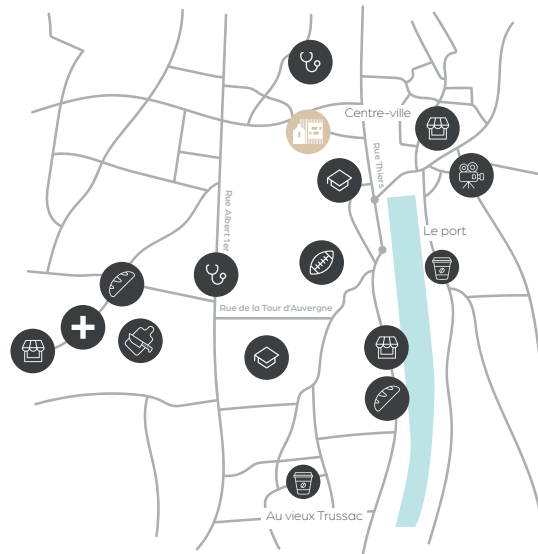 Centre-ville
Rue Thiers
Rue Albert 1er
Le port
Rue de la Tour d'Auvergne
Au vieux Trussac